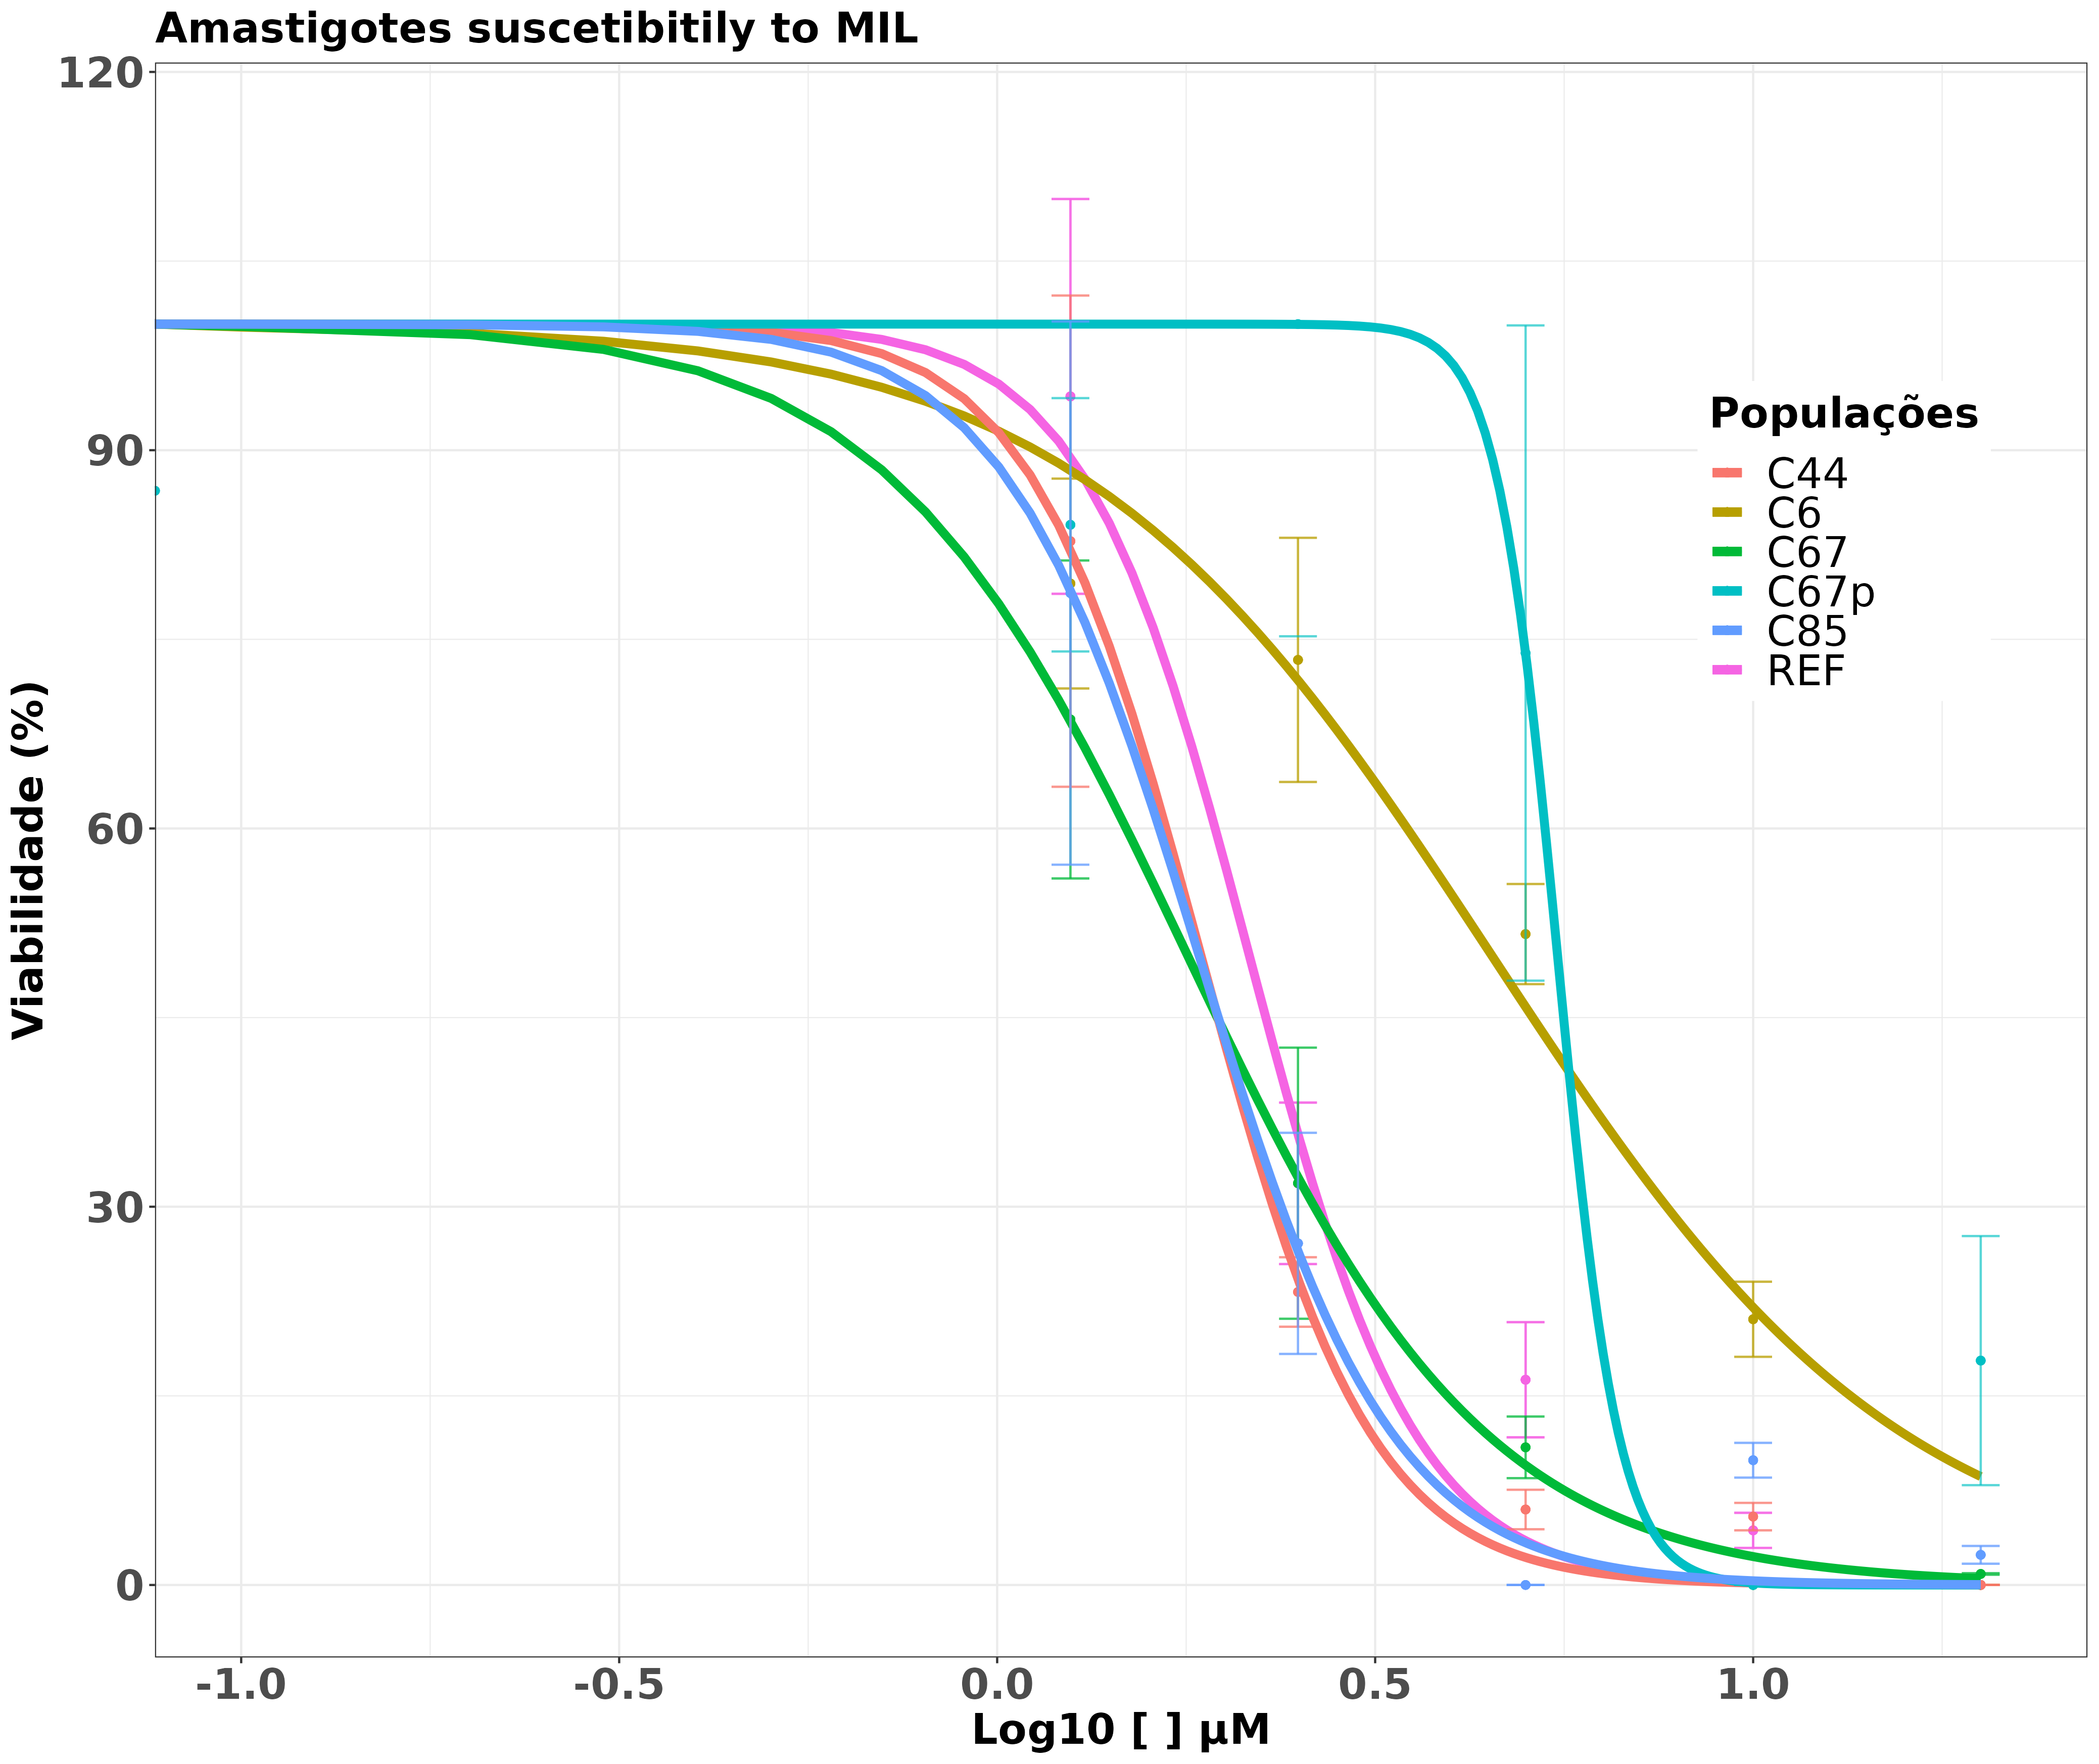 Amastigotes suscetibitily to MIL
120
90
60
30
0
Viabilidade (%)
Populações
C44
C6
C67
C67p
C85
REF
-1.0 -0.5 0.0 0.5 1.0
Log10 [ ] µM